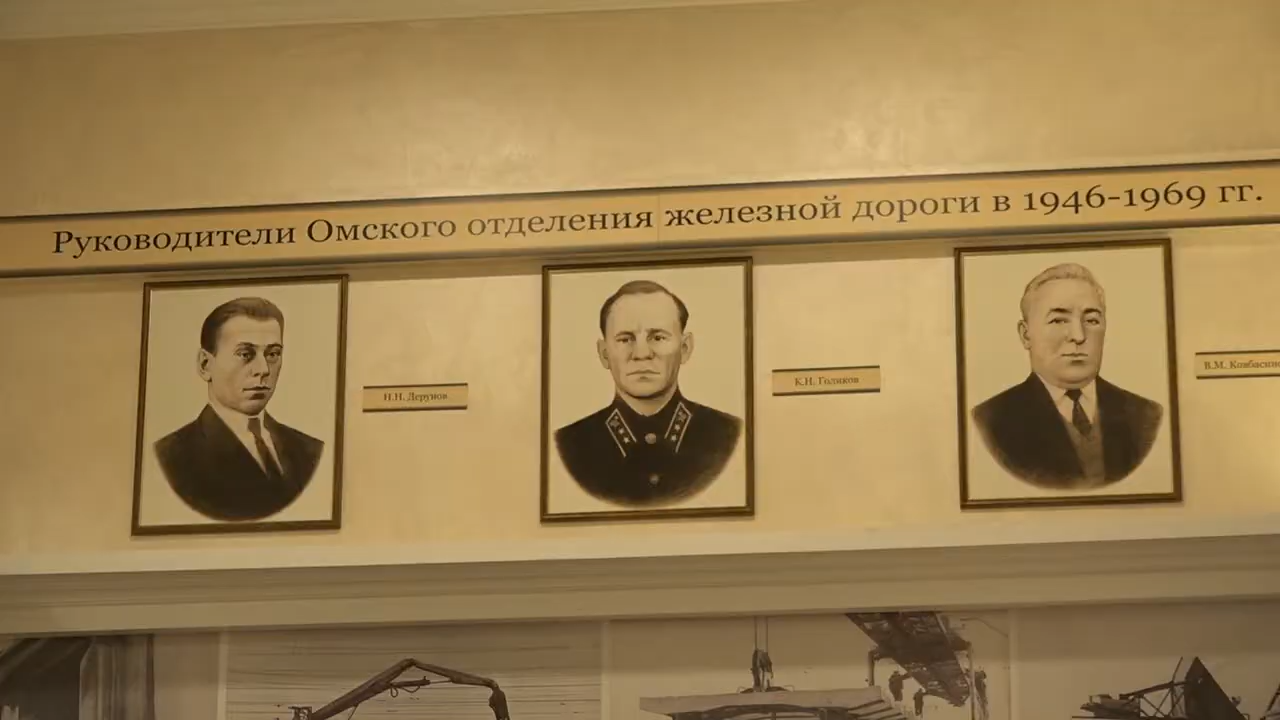 Руководители Омского отделения железной дороги в 1946-1969 гг.
Н.Н. Дерунов
К.Н. Голиков
В.М.